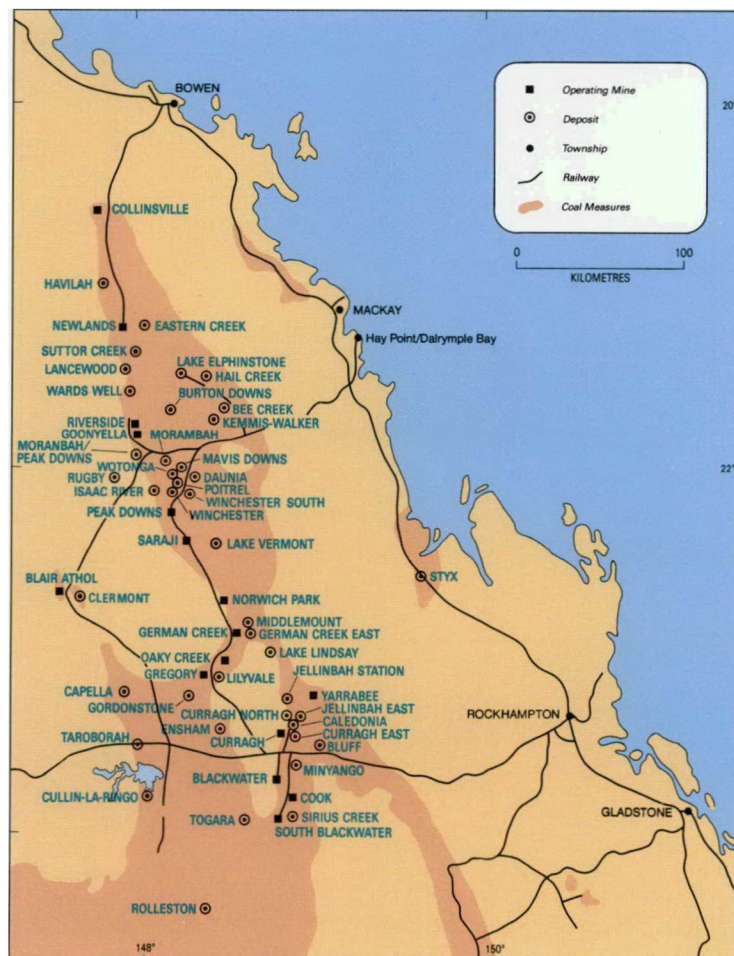 BOWEN
Operating Mine
Deposit
Township
Railway
Coal Measures
20°
0 100
KILOMETRES
COLLINSVILLE
HAVILAH
MACKAY
NEWLANDS
EASTERN CREEK
Hay Point/Dalrymple Bay
SUTTOR CREEK
LAKE ELPHINSTONE
LANCEWOOD
HAIL CREEK
WARDS WELL
BURTON DOWNS
BEE CREEK
KEMMIS-WALKER
RIVERSIDE
GOONYELLA
MORAMBAH
MORANBAH/
PEAK DOWNS
MAVIS DOWNS
WOTONGA
22°
RUGBY
DAUNIA
POITREL
ISAAC RIVER
WINCHESTER SOUTH
PEAK DOWNS
WINCHESTER
SARAJI
LAKE VERMONT
STYX
BLAIR ATHOL
CLERMONT
NORWICH PARK
MIDDLEMOUNT
GERMAN CREEK
GERMAN CREEK EAST
LAKE LINDSAY
OAKY CREEK
JELLINBAH STATION
GREGORY
LILYVALE
CAPELLA
YARRABEE
GORDONSTONE
JELLINBAH EAST
CURRAGH NORTH
ROCKHAMPTON
CALEDONIA
ENSHAM
CURRAGH EAST
CURRAGH
BLUFF
TAROBORAH
MINYANGO
BLACKWATER
CULLIN-LA-RINGO
COOK
GLADSTONE
TOGARA
SIRIUS CREEK
SOUTH BLACKWATER
ROLLESTON
148°
150°